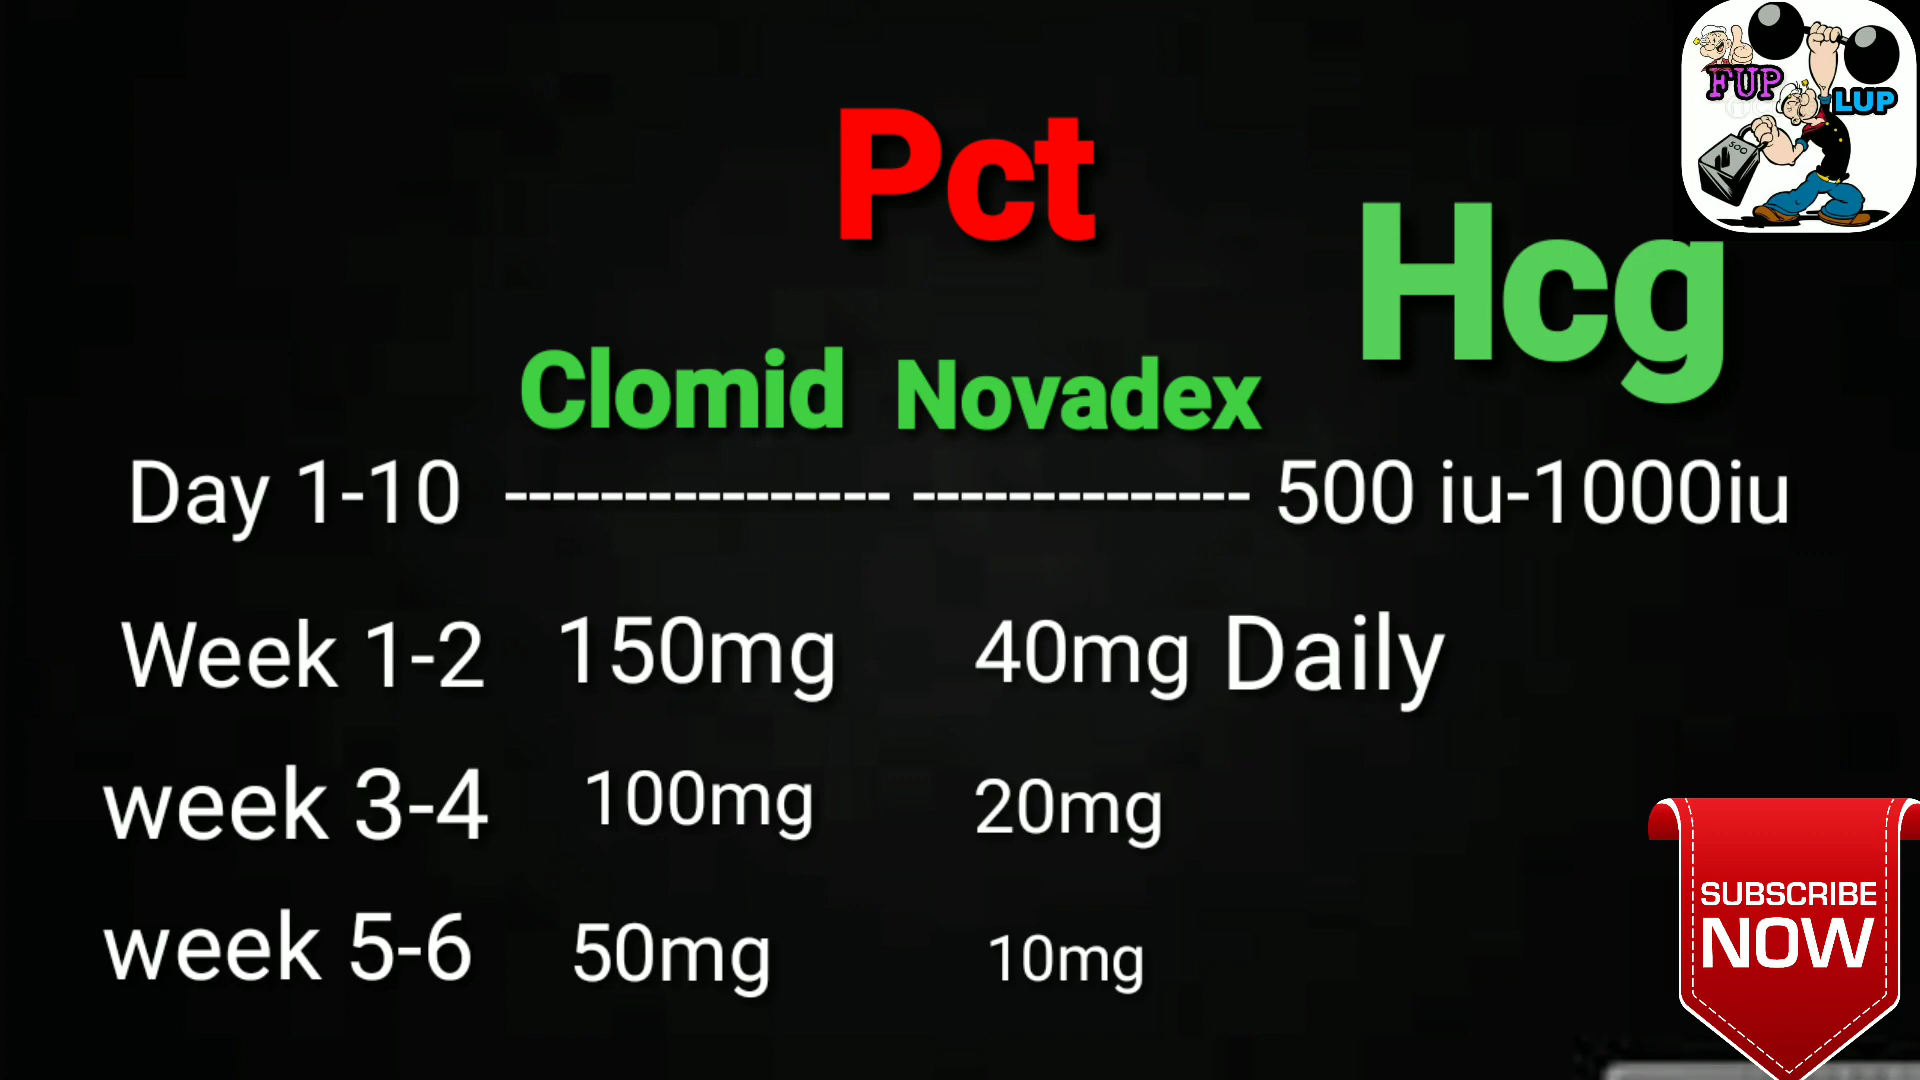 FUP
LUP
500
Pct
Hcg
Clomid Novadex
Day 1-10 ---------------- -------------- 500 iu-1000iu
Week 1-2 150mg 40mg Daily
week 3-4 100mg 20mg
week 5-6 50mg 10mg
SUBSCRIBE
NOW